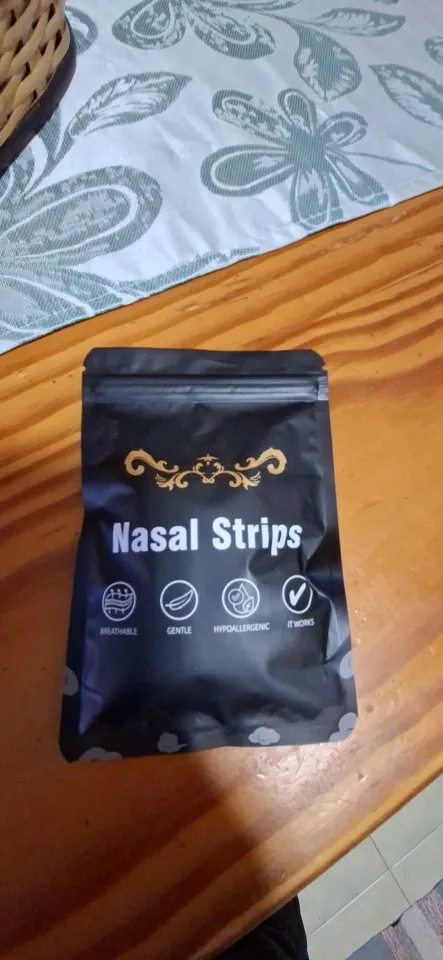 Nasal Strips
BREATHABLE GENTLE HYPOALLERGENIC IT WORKS